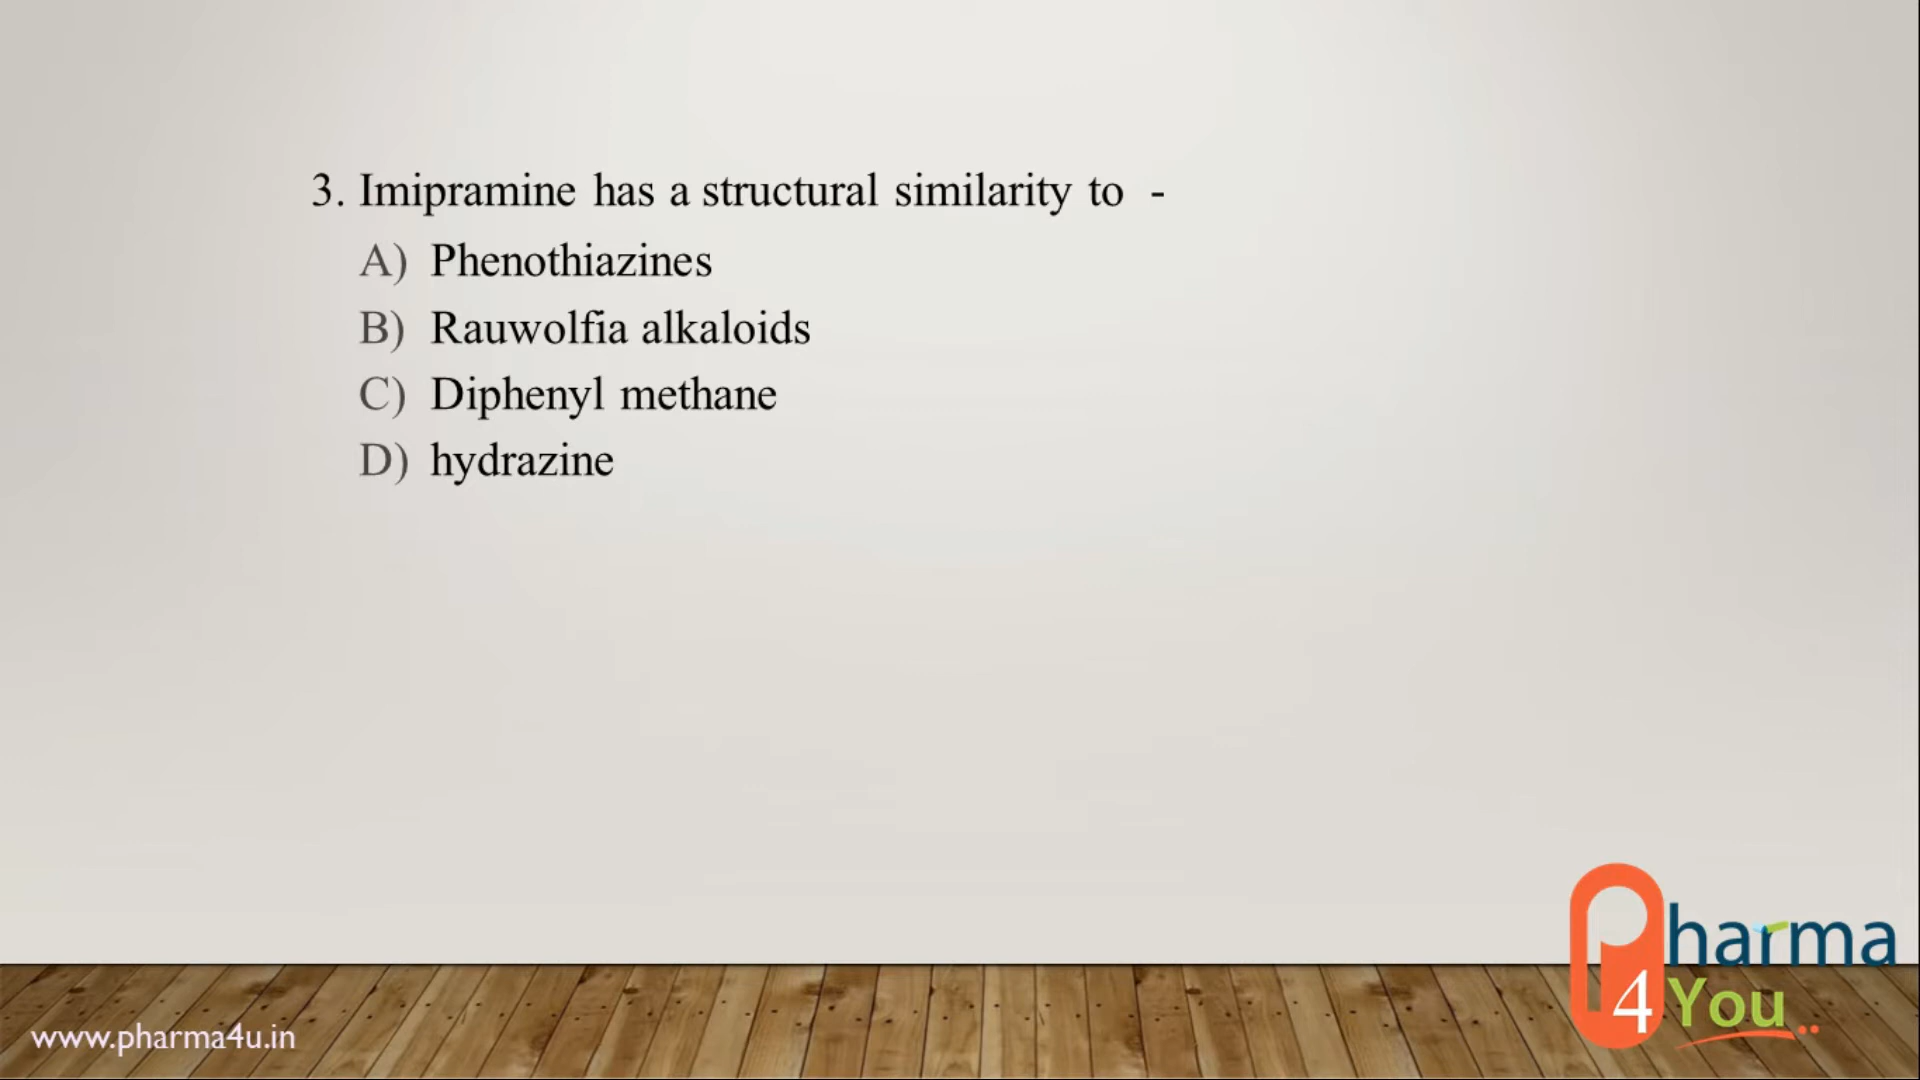 3. Imipramine has a structural similarity to -
A) Phenothiazines
B) Rauwolfia alkaloids
C) Diphenyl methane
D) hydrazine
Pharma
4 You
www.pharma4u.in